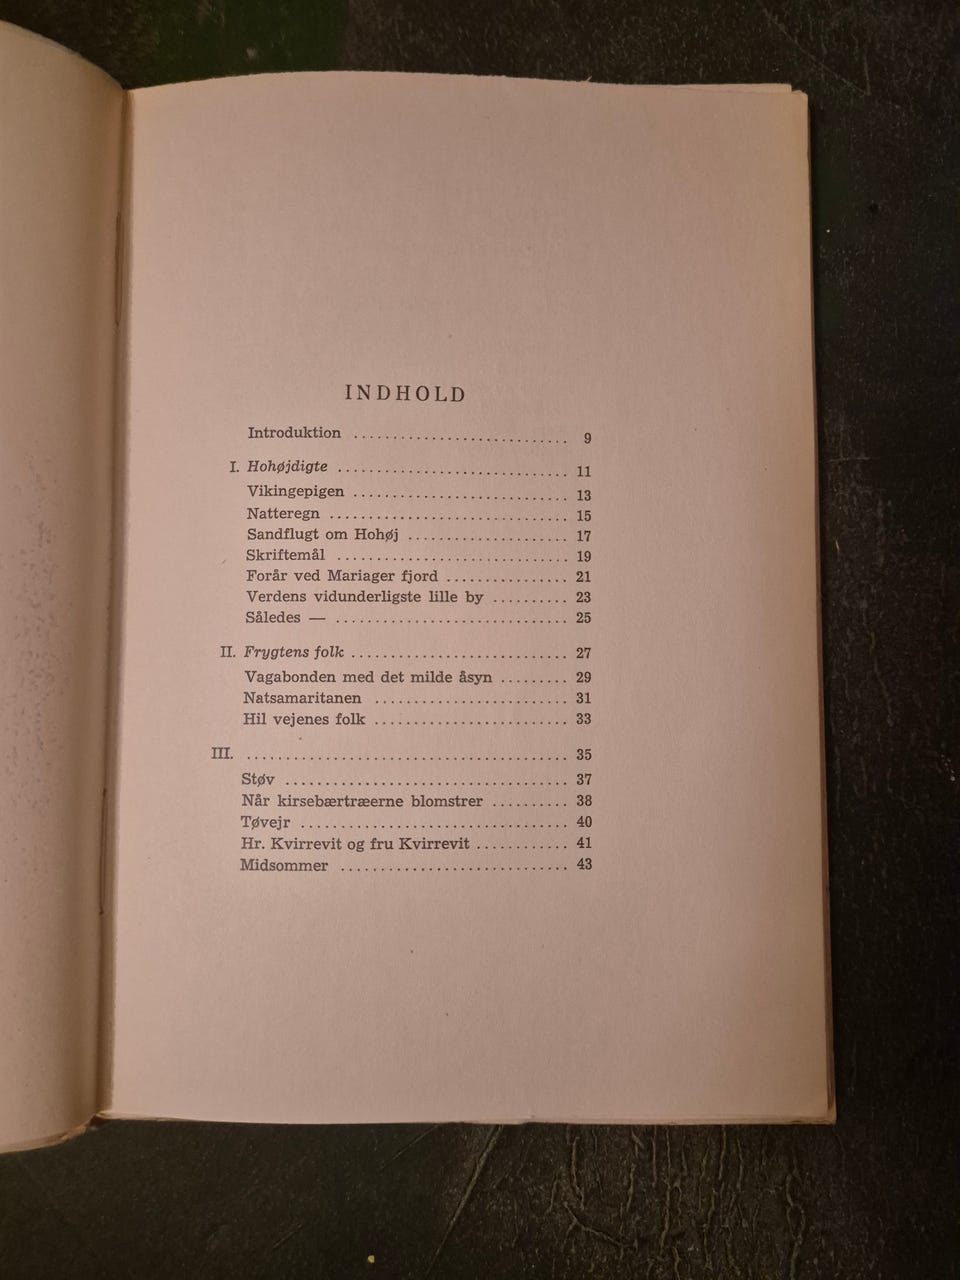 INDHOLD
Introduktion ............................ 9
I. Hohøjdigte .............................. 11
Vikingepigen ............................ 13
Natteregn ............................... 15
Sandflugt om Hohøj ..................... 17
Skriftemål .............................. 19
Forår ved Mariager fjord ................ 21
Verdens vidunderligste lille by .......... 23
Således — .............................. 25
II. Frygtens folk ............................ 27
Vagabonden med det milde åsyn ......... 29
Natsamaritanen ......................... 31
Hil vejenes folk ......................... 33
III. .......................................... 35
Støv ..................................... 37
Når kirsebærtræerne blomstrer .......... 38
Tøvejr ................................... 40
Hr. Kvirrevit og fru Kvirrevit ............ 41
Midsommer .............................. 43